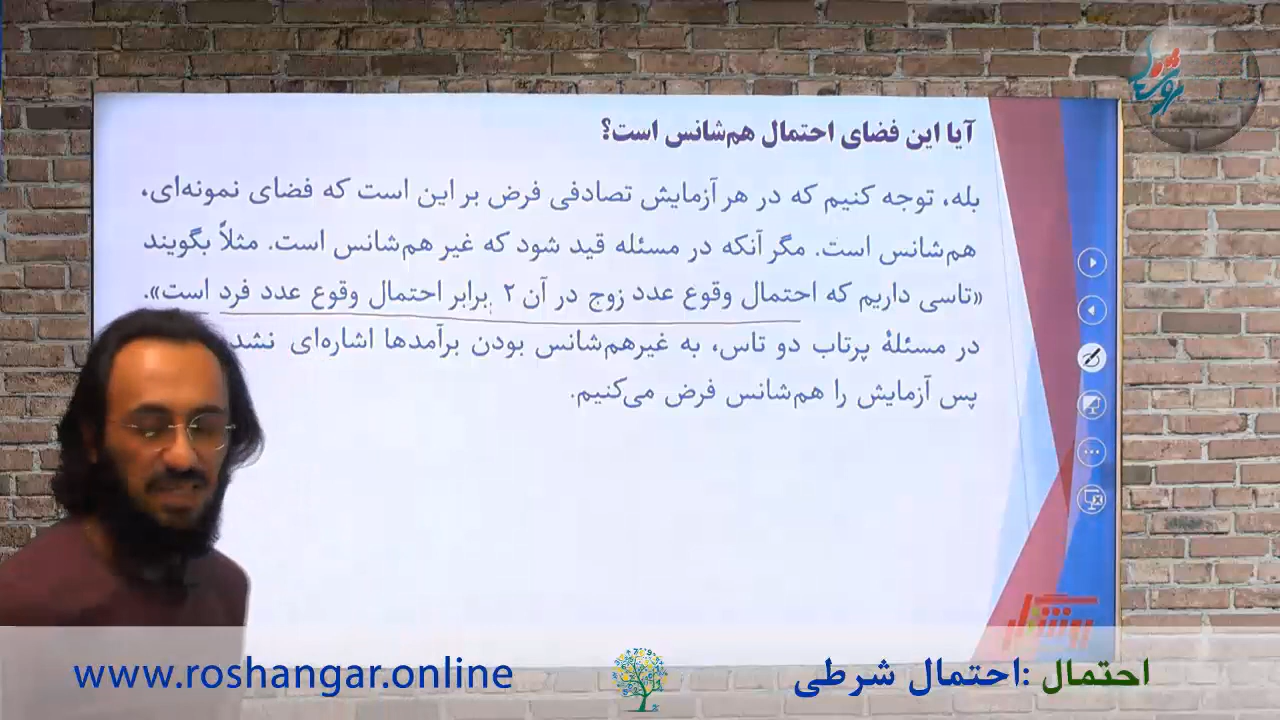 آیا این فضای احتمال هم‌شانس است؟
بله، توجه کنیم که در هر آزمایش تصادفی فرض بر این است که فضای نمونه‌ای،
هم‌شانس است. مگر آنکه در مسئله قید شود که غیر هم‌شانس است. مثلاً بگویند
«تاسی داریم که احتمال وقوع عدد زوج در آن ۲ برابر احتمال وقوع عدد فرد است».
در مسئلهٔ پرتاب دو تاس، به غیرهم‌شانس بودن برآمدها اشاره‌ای نشد
پس آزمایش را هم‌شانس فرض می‌کنیم.
احتمال :احتمال شرطی
www.roshangar.online